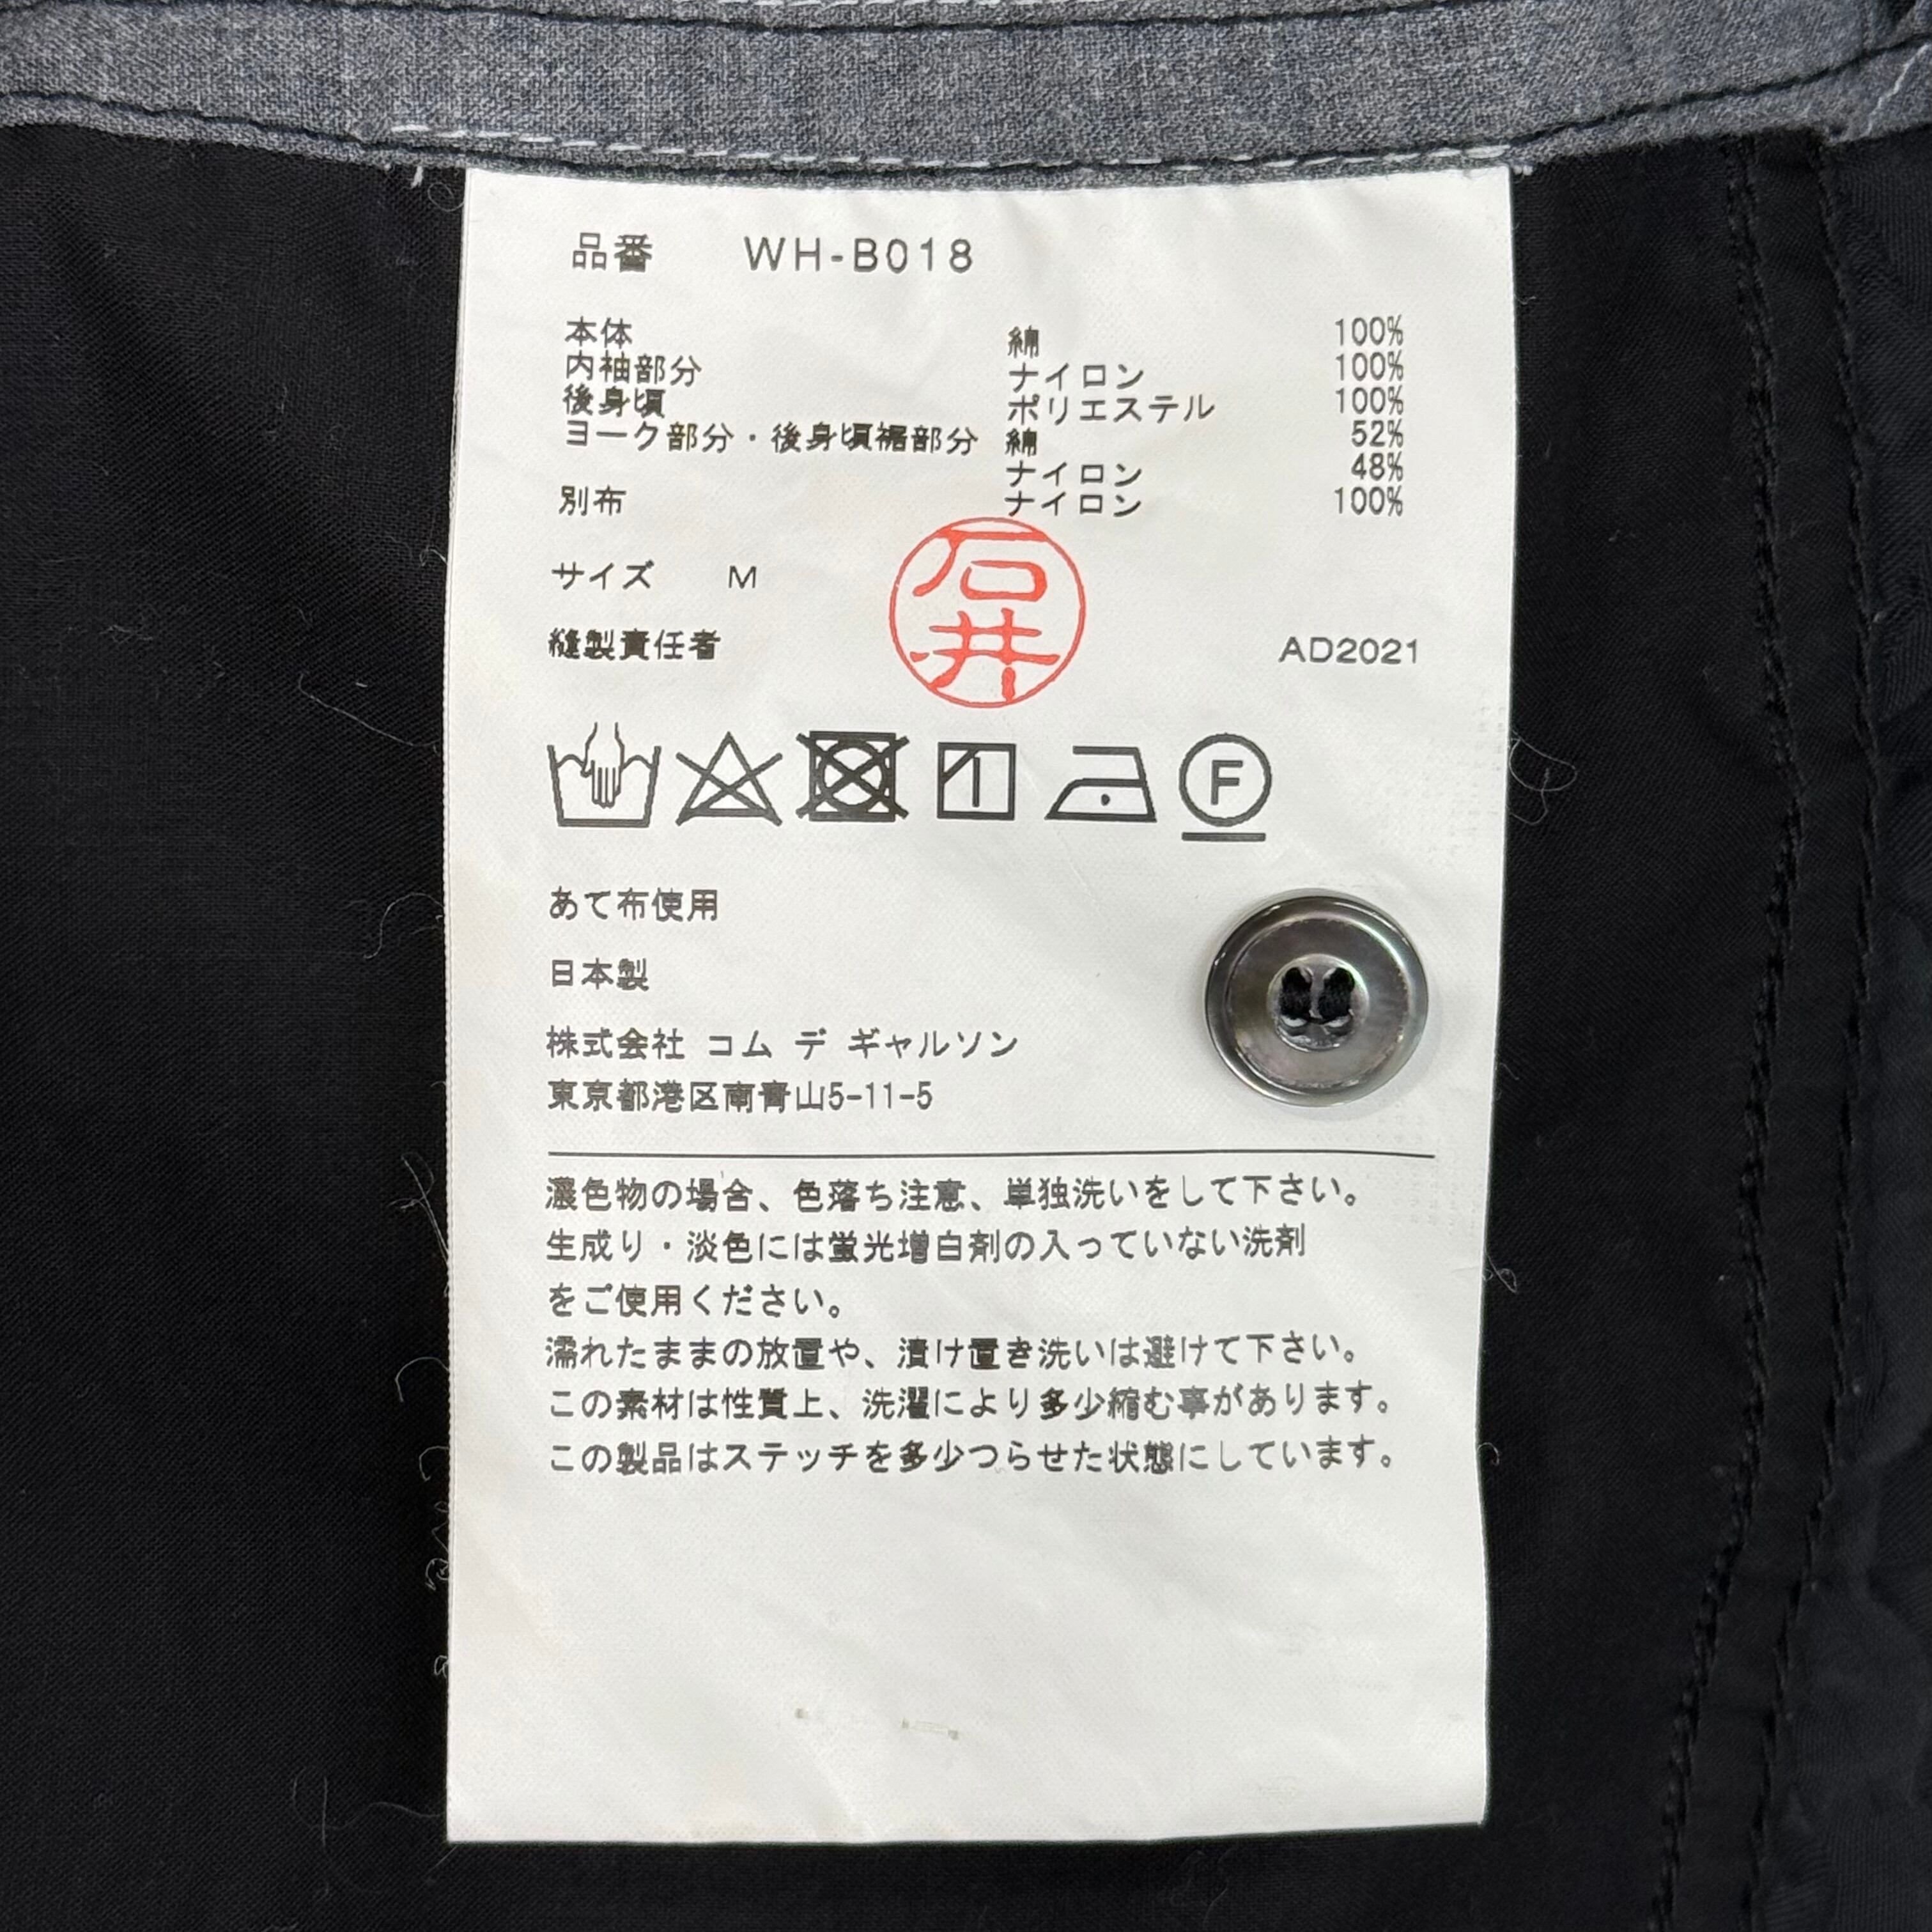 品番 WH-B018
本体 綿 100%
内袖部分 ナイロン 100%
後身頃 ポリエステル 100%
ヨーク部分・後身頃裾部分 綿 52%
ナイロン 48%
別布 ナイロン 100%
サイズ M
石井
縫製責任者 AD2021
1 F
あて布使用
日本製
株式会社 コム デ ギャルソン
東京都港区南青山5-11-5
濃色物の場合、色落ち注意、単独洗いをして下さい。
生成り・淡色には蛍光増白剤の入っていない洗剤
をご使用ください。
濡れたままの放置や、漬け置き洗いは避けて下さい。
この素材は性質上、洗濯により多少縮む事があります。
この製品はステッチを多少つらせた状態にしています。